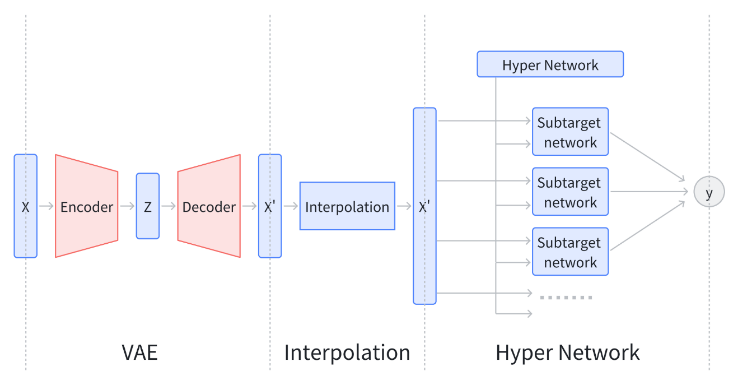 Hyper Network
Subtarget
network
Subtarget
network
Subtarget
network
X
Encoder
Z
Decoder
X'
Interpolation
X'
y
VAE
Interpolation
Hyper Network